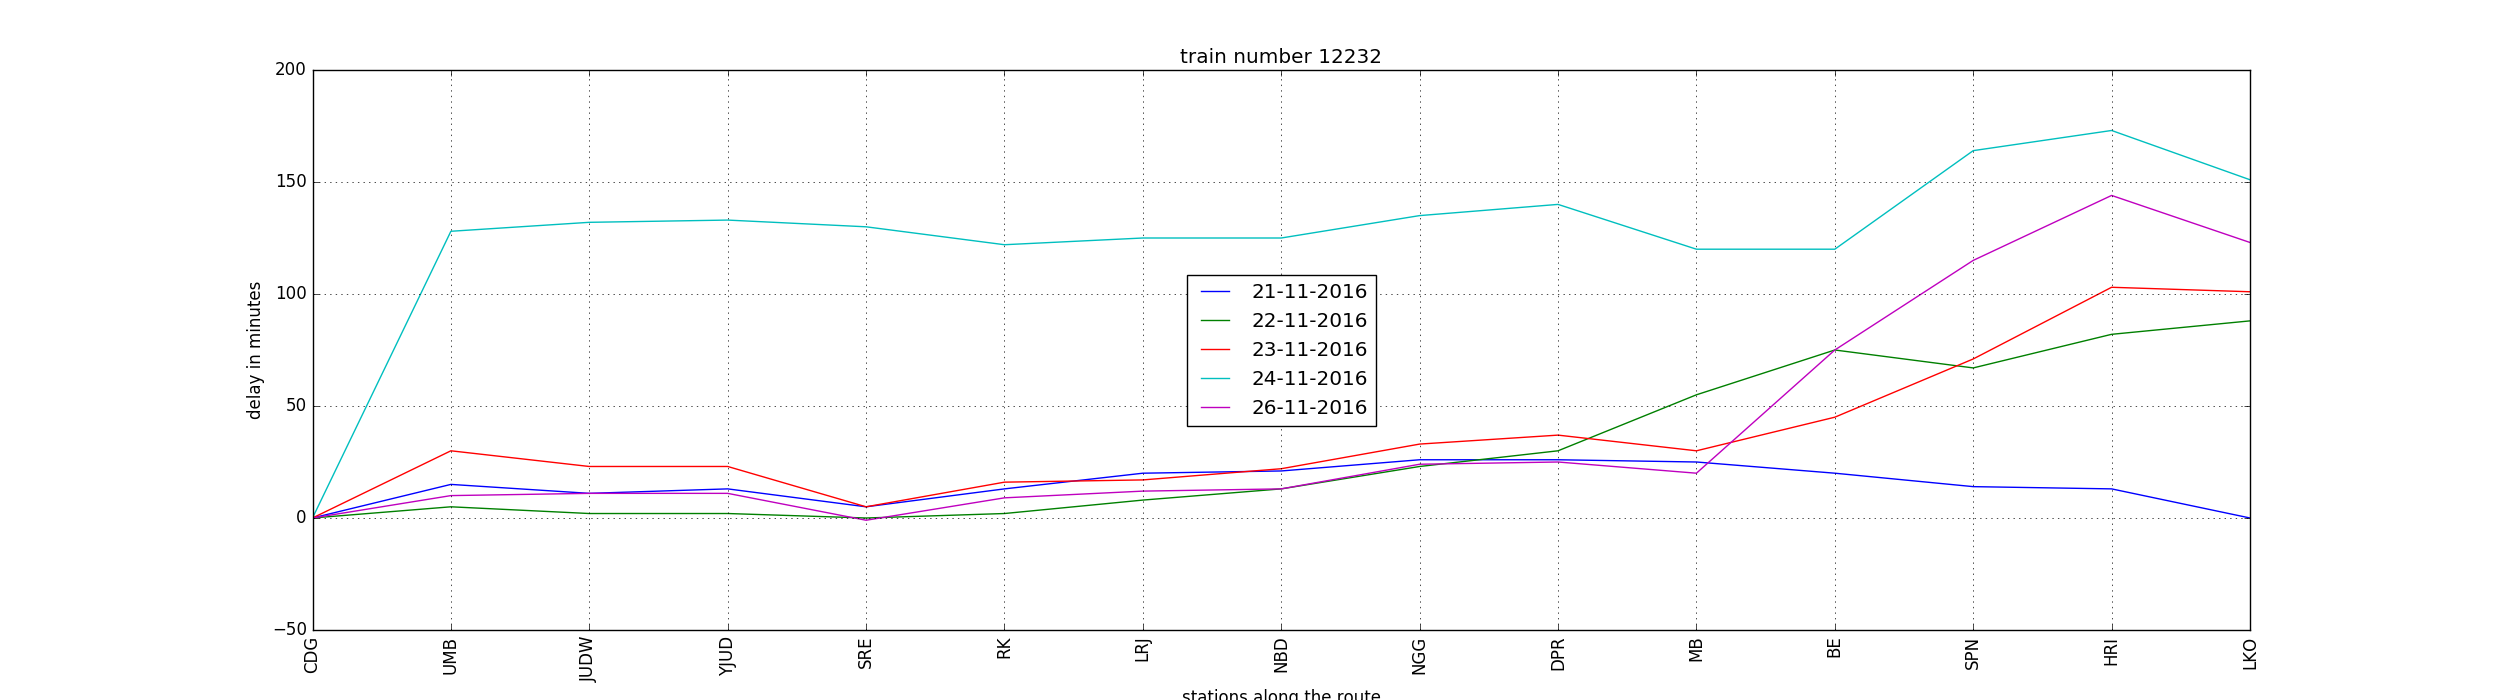 train number 12232
200
150
100
50
0
−50
delay in minutes
21-11-2016
22-11-2016
23-11-2016
24-11-2016
26-11-2016
CDG
UMB
JUDW
YJUD
SRE
RK
LRJ
NBD
NGG
DPR
MB
BE
SPN
HRI
LKO
stations along the route